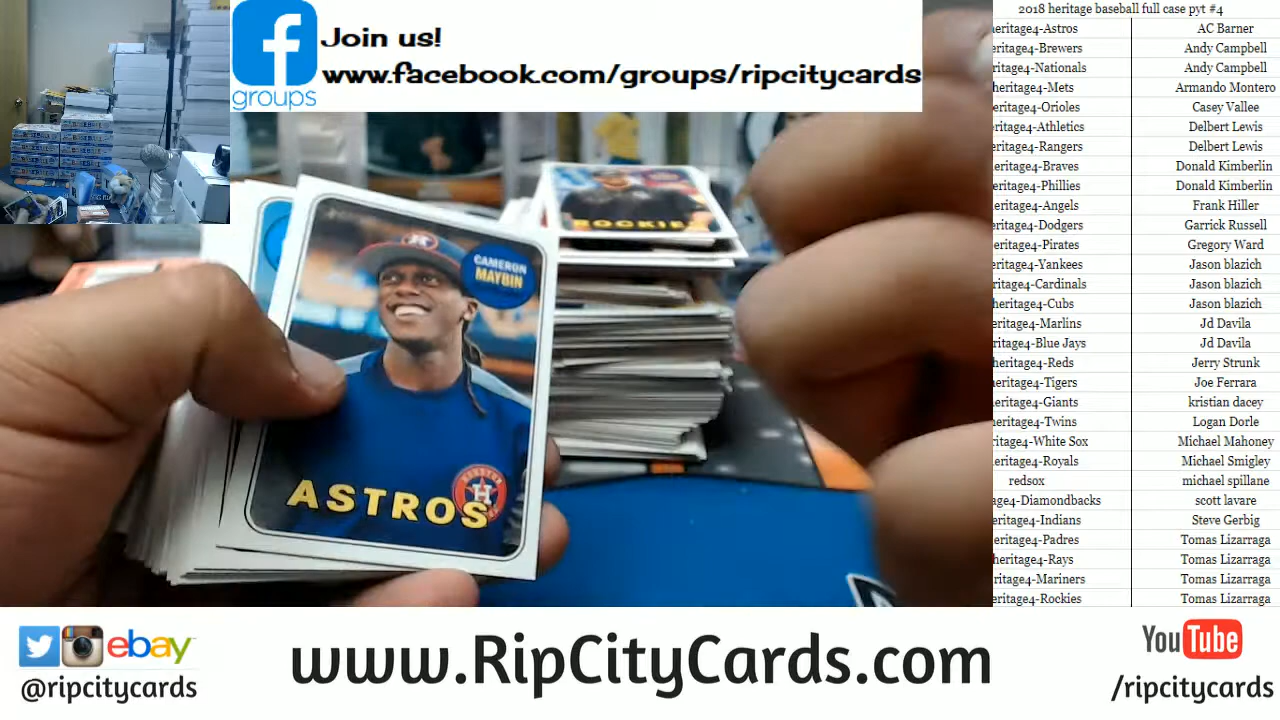 2018 heritage baseball full case pyt #4
Join us!
www.facebook.com/groups/ripcitycards
f
groups
eritage4-Astros AC Barner
eritage4-Brewers Andy Campbell
ritage4-Nationals Andy Campbell
heritage4-Mets Armando Montero
eritage4-Orioles Casey Vallee
ritage4-Athletics Delbert Lewis
eritage4-Rangers Delbert Lewis
eritage4-Braves Donald Kimberlin
eritage4-Phillies Donald Kimberlin
eritage4-Angels Frank Hiller
eritage4-Dodgers Garrick Russell
eritage4-Pirates Gregory Ward
eritage4-Yankees Jason blazich
ritage4-Cardinals Jason blazich
heritage4-Cubs Jason blazich
eritage4-Marlins Jd Davila
eritage4-Blue Jays Jd Davila
heritage4-Reds Jerry Strunk
eritage4-Tigers Joe Ferrara
eritage4-Giants kristian dacey
eritage4-Twins Logan Dorle
ritage4-White Sox Michael Mahoney
eritage4-Royals Michael Smigley
redsox michael spillane
age4-Diamondbacks scott lavare
eritage4-Indians Steve Gerbig
eritage4-Padres Tomas Lizarraga
heritage4-Rays Tomas Lizarraga
ritage4-Mariners Tomas Lizarraga
eritage4-Rockies Tomas Lizarraga
ROCKIE
CAMERON
MAYBIN
ASTROS
H
ebay
@ripcitycards
www.RipCityCards.com
YouTube
/ripcitycards